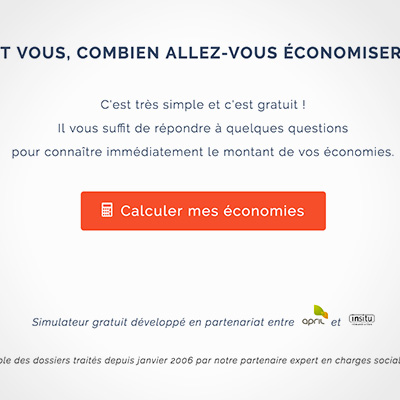 T VOUS, COMBIEN ALLEZ-VOUS ÉCONOMISER
C'est très simple et c'est gratuit !
Il vous suffit de répondre à quelques questions
pour connaître immédiatement le montant de vos économies.
Calculer mes économies
Simulateur gratuit développé en partenariat entre april et insitu
ble des dossiers traités depuis janvier 2006 par notre partenaire expert en charges social